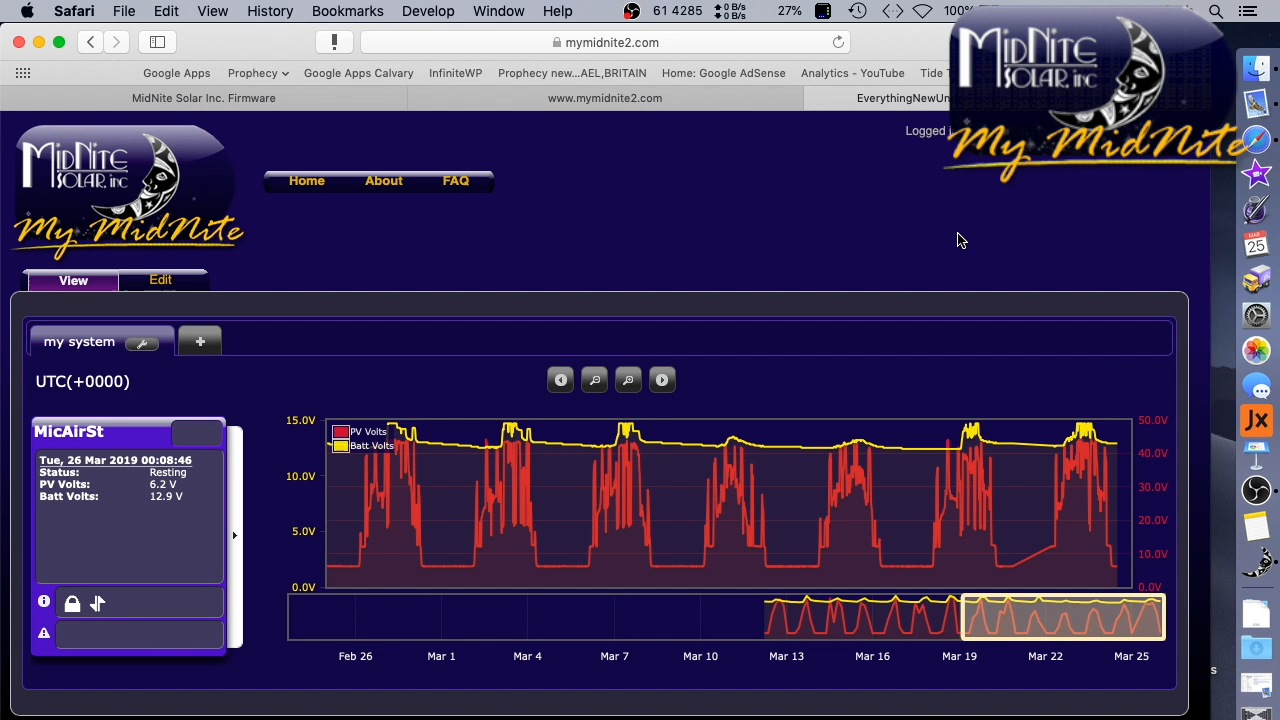 Safari File Edit View History Bookmarks Develop Window Help 61 4285 0 B/s 0 B/s 27% 100%
mymidnite2.com
Google Apps Prophecy ogle Apps Calvary InfiniteWP ophecy new...AEL,BRITAIN Home: Google AdSense Analytics - YouTube Tide T
MidNite Solar Inc. Firmware www.mymidnite2.com EverythingNewUn
MidNite Solar, inc
My MidNite
Logged
MidNite Solar, inc
My MidNite
Home About FAQ
MAR 25
View Edit
my system
UTC(+0000)
MicAirSt
Tue, 26 Mar 2019 00:08:46
Status: Resting
PV Volts: 6.2 V
Batt Volts: 12.9 V
PV Volts
Batt Volts
15.0V
10.0V
5.0V
0.0V
50.0V
40.0V
30.0V
20.0V
10.0V
0.0V
Feb 26 Mar 1 Mar 4 Mar 7 Mar 10 Mar 13 Mar 16 Mar 19 Mar 22 Mar 25
Jx
s